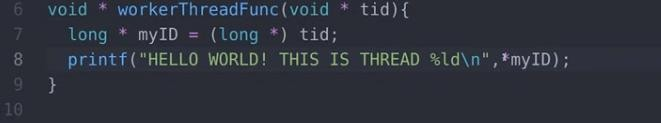 6 void * workerThreadFunc(void * tid){
7   long * myID = (long *) tid;
8   printf("HELLO WORLD! THIS IS THREAD %ld\n",*myID);
9 }
10